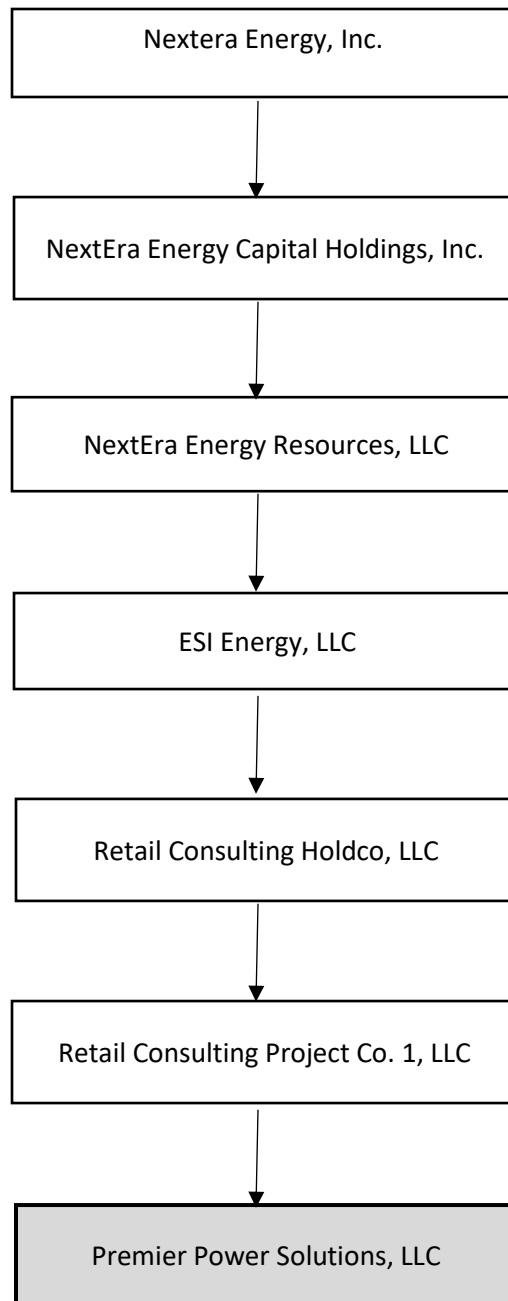 Nextera Energy, Inc.
NextEra Energy Capital Holdings, Inc.
NextEra Energy Resources, LLC
ESI Energy, LLC
Retail Consulting Holdco, LLC
Retail Consulting Project Co. 1, LLC
Premier Power Solutions, LLC